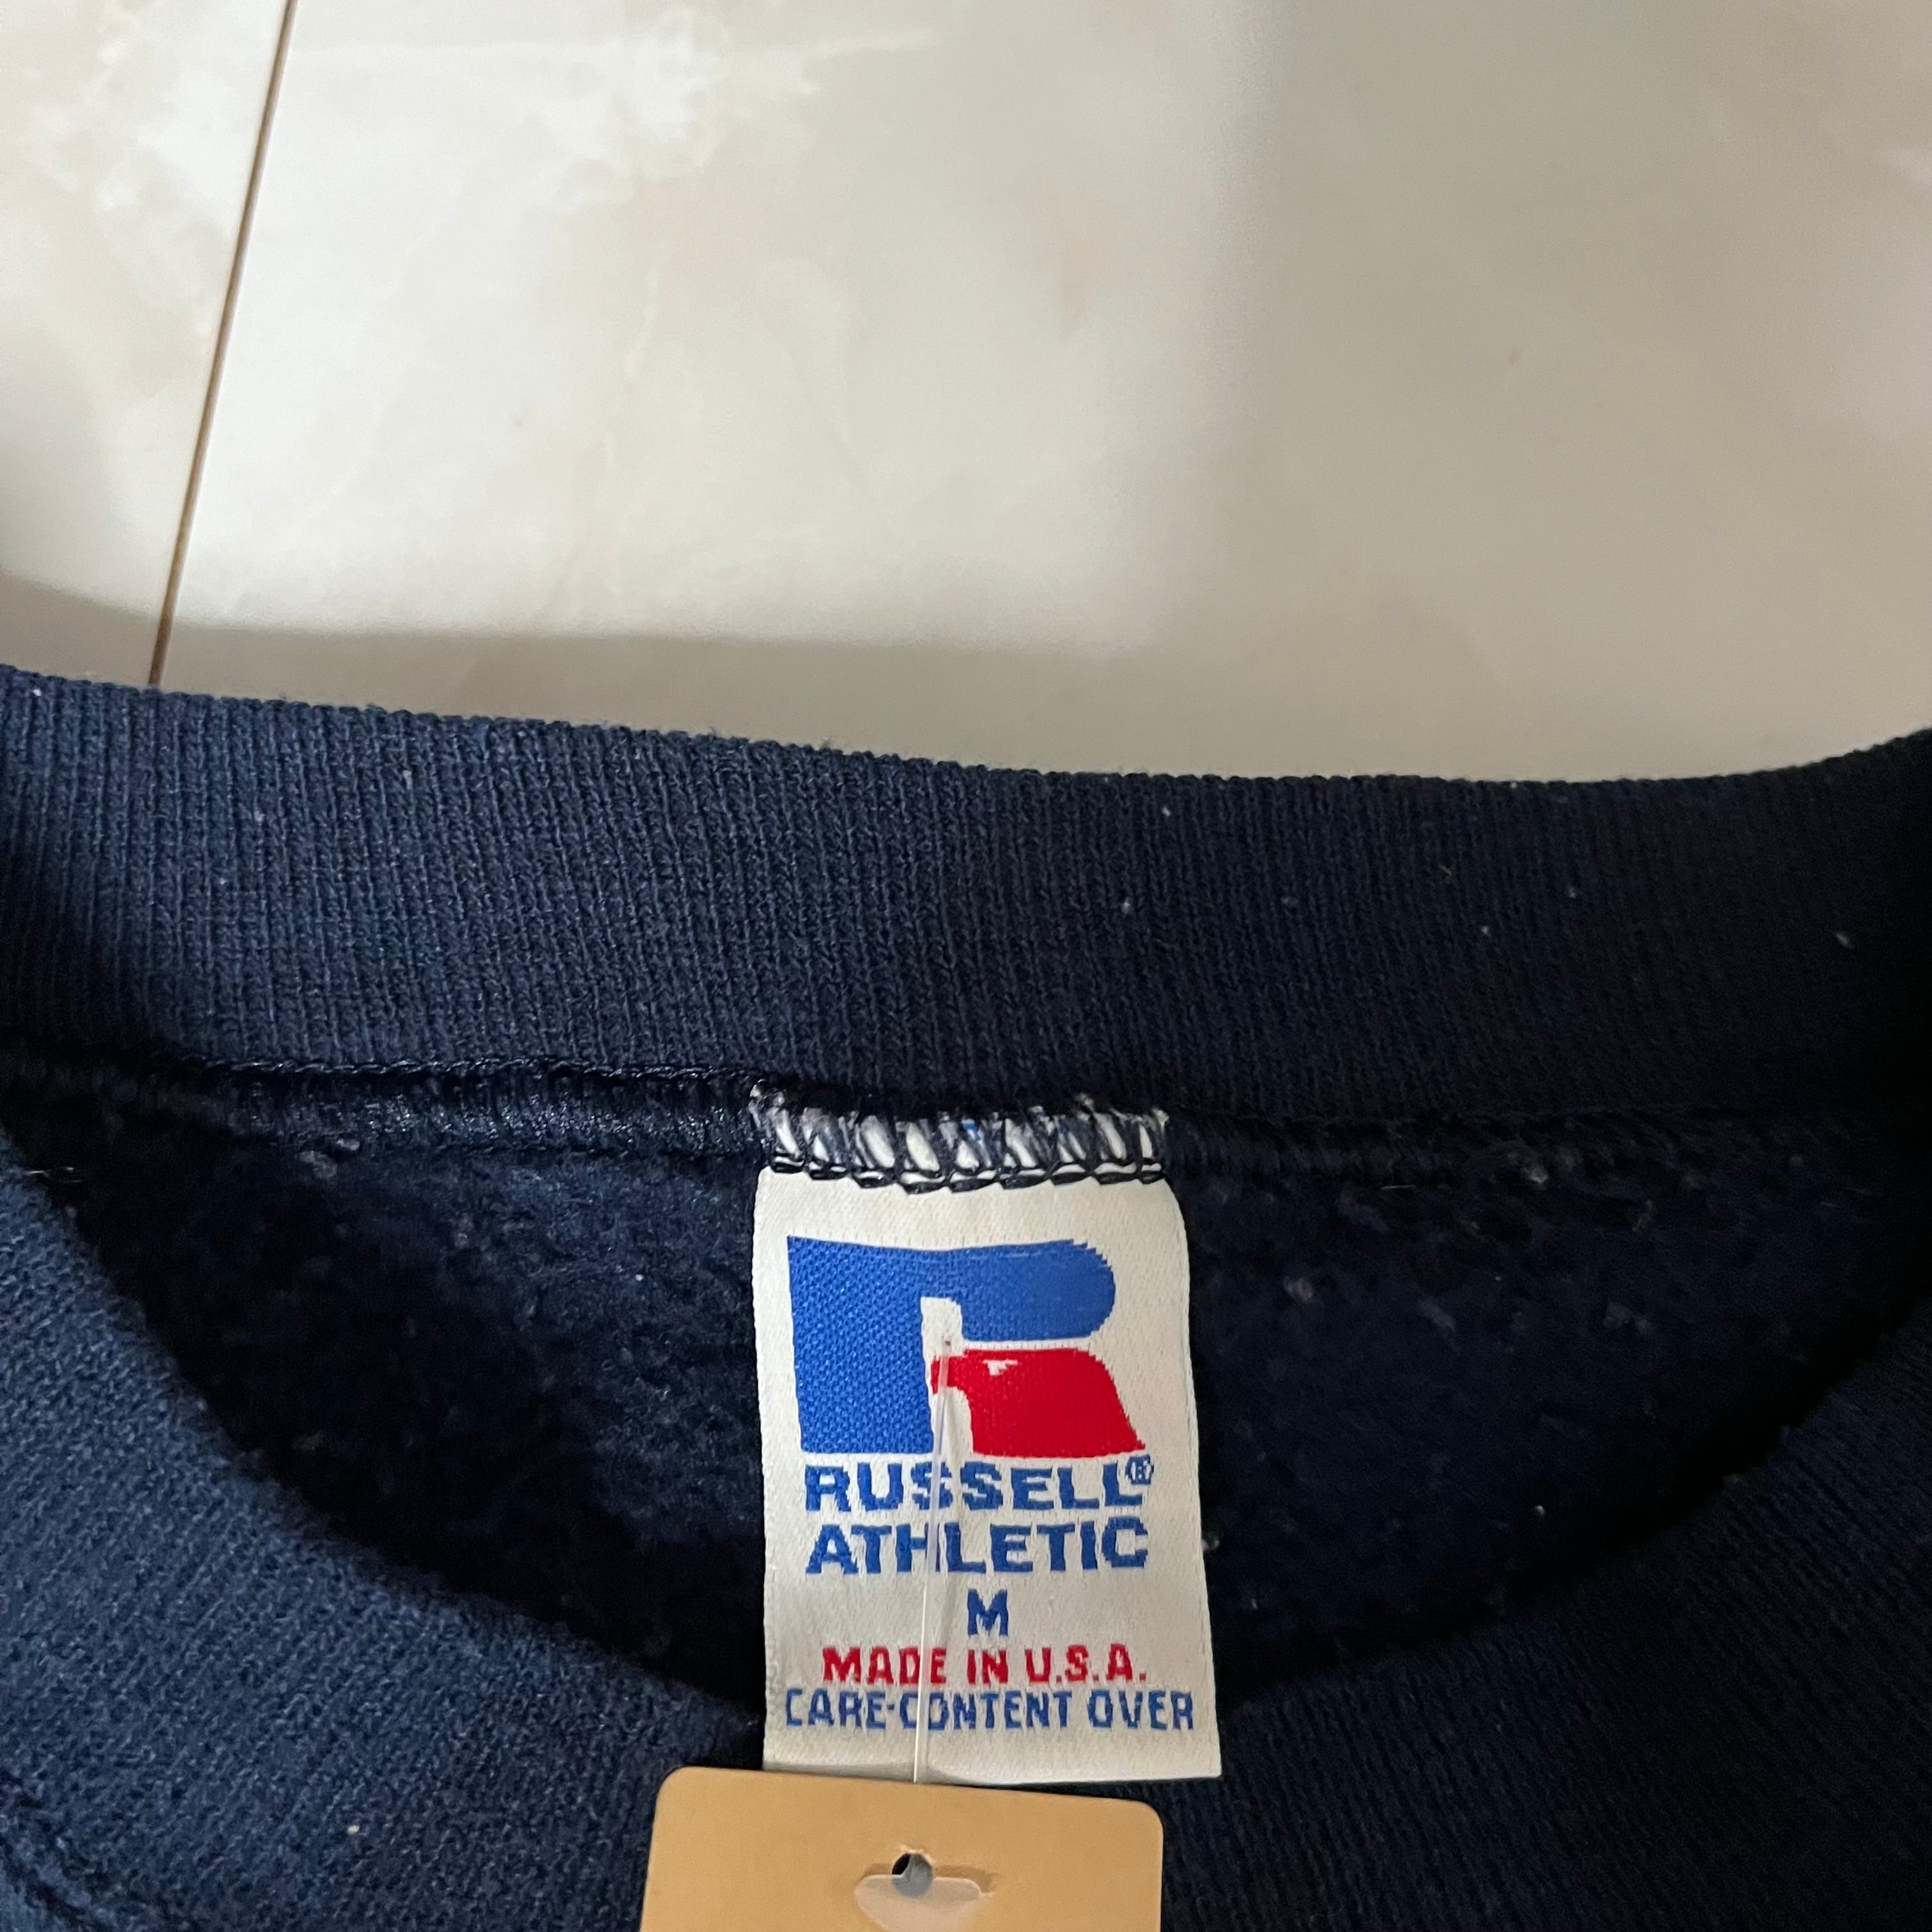 RUSSELL®
ATHLETIC
M
MADE IN U.S.A.
CARE-CONTENT OVER